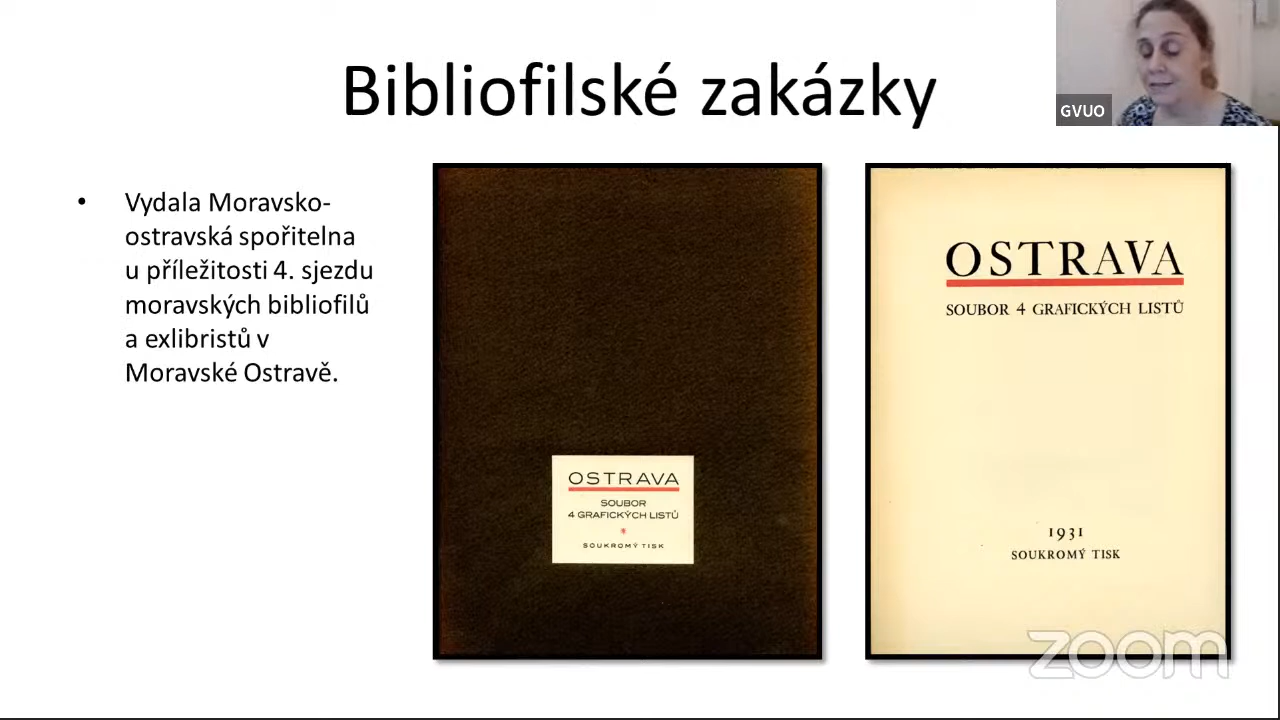 Bibliofilské zakázky
GVUO
• Vydala Moravsko-
ostravská spořitelna
u příležitosti 4. sjezdu
moravských bibliofilů
a exlibristů v
Moravské Ostravě.
OSTRAVA
SOUBOR
4 GRAFICKÝCH LISTŮ
*
SOUKROMÝ TISK
OSTRAVA
SOUBOR 4 GRAFICKÝCH LISTŮ
1931
SOUKROMÝ TISK
zoom